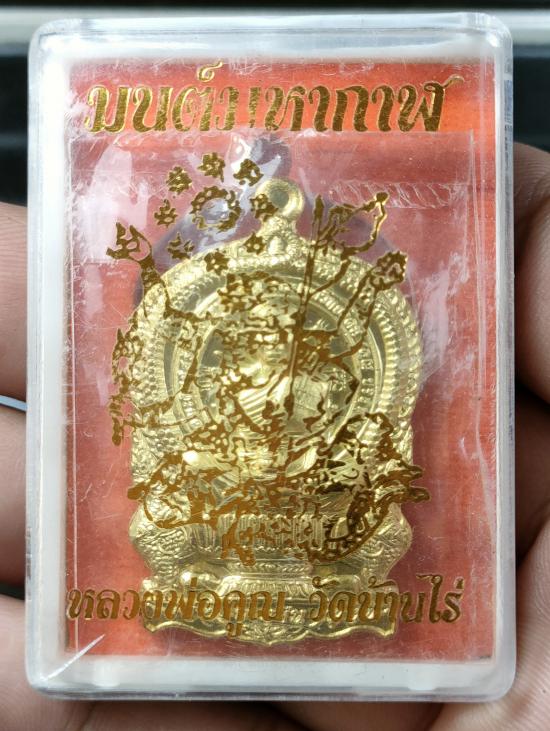 มนต์มหากาฬ
หลวงพ่อคูณ วัดบ้านไร่